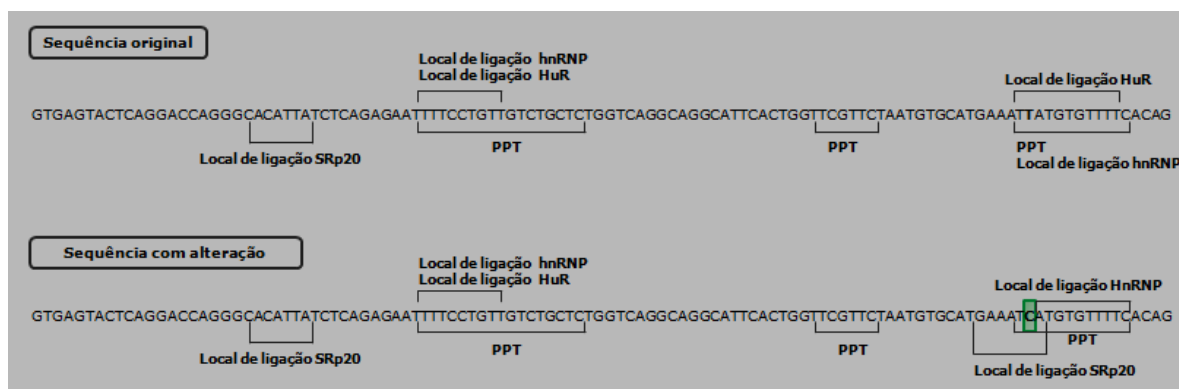 Sequência original
Local de ligação hnRNP
Local de ligação HuR
Local de ligação HuR
GTGAGTACTCAGGACCAGGGCACATTATCTCAGAGAATTTTCCTGTTGTCTGCTCTGGTCAGGCAGGCATTCACTGGTTCGTTCTAATGTGCATGAAATTATGTGTTTTCACAG
Local de ligação SRp20
PPT
PPT
PPT
Local de ligação hnRNP
Sequência com alteração
Local de ligação hnRNP
Local de ligação HuR
Local de ligação HnRNP
GTGAGTACTCAGGACCAGGGCACATTATCTCAGAGAATTTTCCTGTTGTCTGCTCTGGTCAGGCAGGCATTCACTGGTTCGTTCTAATGTGCATGAAATCATGTGTTTTCACAG
Local de ligação SRp20
PPT
PPT
PPT
Local de ligação SRp20